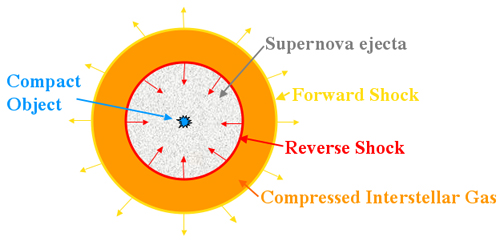 Supernova ejecta
Compact
Object
Forward Shock
Reverse Shock
Compressed Interstellar Gas